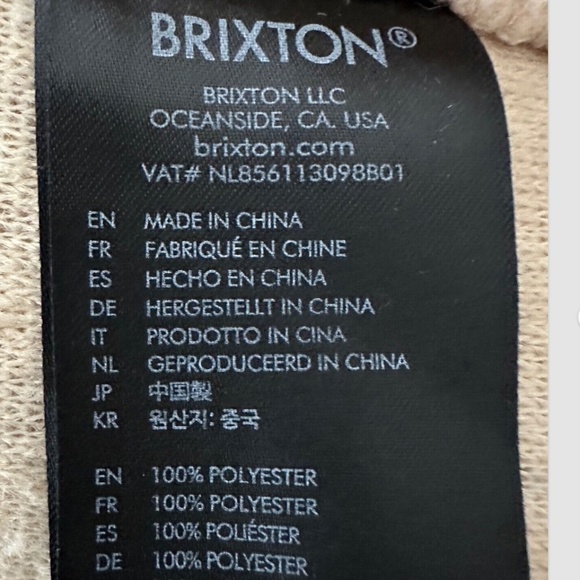 BRIXTON®
BRIXTON LLC
OCEANSIDE, CA. USA
brixton.com
VAT# NL856113098B01
EN MADE IN CHINA
FR FABRIQUÉ EN CHINE
ES HECHO EN CHINA
DE HERGESTELLT IN CHINA
IT PRODOTTO IN CINA
NL GEPRODUCEERD IN CHINA
JP 中国製
KR 원산지: 중국
EN 100% POLYESTER
FR 100% POLYESTER
ES 100% POLIÉSTER
DE 100% POLYESTER